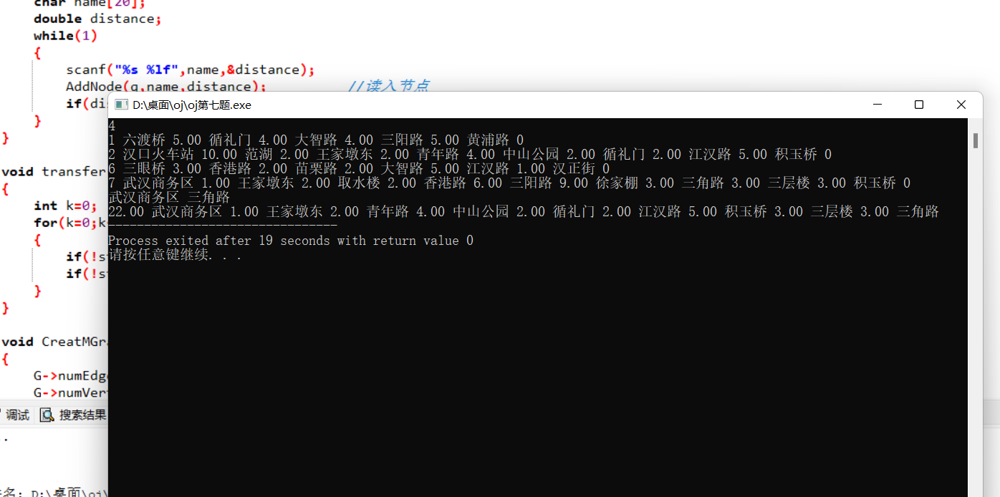 char name[20];
double distance;
while(1)
{
scanf("%s %lf",name,&distance);
AddNode(q,name,distance); //读入节点
if(dis
}
}
void transfer
{
int k=0;
for(k=0;k
{
if(!s
if(!s
}
}
void CreatMGr
{
G->numEdg
G->numVer
调试 搜索结果
D:\桌面\oj\oj第七题.exe
4
1 六渡桥 5.00 循礼门 4.00 大智路 4.00 三阳路 5.00 黄浦路 0
2 汉口火车站 10.00 范湖 2.00 王家墩东 2.00 青年路 4.00 中山公园 2.00 循礼门 2.00 江汉路 5.00 积玉桥 0
6 三眼桥 3.00 香港路 2.00 苗栗路 2.00 大智路 5.00 江汉路 1.00 汉正街 0
7 武汉商务区 1.00 王家墩东 2.00 取水楼 2.00 香港路 6.00 三阳路 9.00 徐家棚 3.00 三角路 3.00 三层楼 3.00 积玉桥 0
武汉商务区 三角路
22.00 武汉商务区 1.00 王家墩东 2.00 青年路 4.00 中山公园 2.00 循礼门 2.00 江汉路 5.00 积玉桥 3.00 三层楼 3.00 三角路
--------------------------------
Process exited after 19 seconds with return value 0
请按任意键继续. . .
名: D:\桌面\oj\